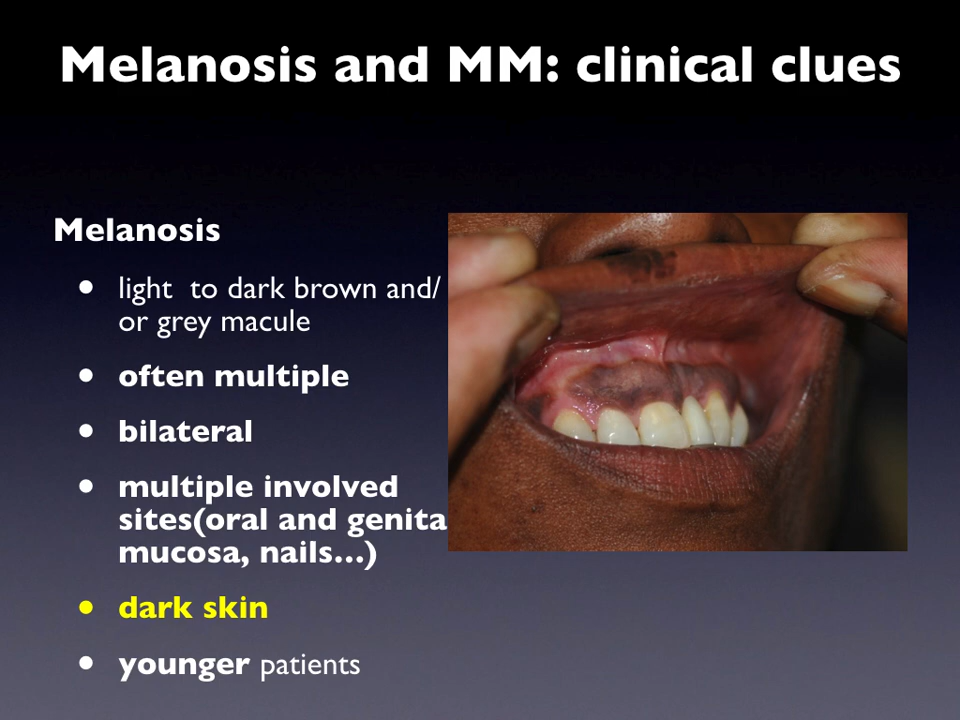 Melanosis and MM: clinical clues
Melanosis
• light to dark brown and/
or grey macule
• often multiple
• bilateral
• multiple involved
sites(oral and genita
mucosa, nails…)
• dark skin
• younger patients